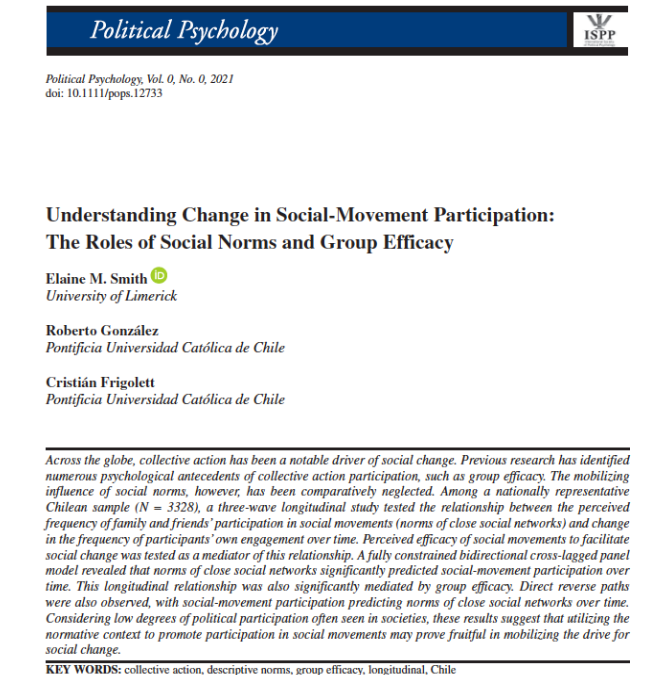 Political Psychology
ISPP
Political Psychology, Vol. 0, No. 0, 2021
doi: 10.1111/pops.12733
Understanding Change in Social-Movement Participation:
The Roles of Social Norms and Group Efficacy
Elaine M. Smith iD
University of Limerick
Roberto González
Pontificia Universidad Católica de Chile
Cristián Frigolett
Pontificia Universidad Católica de Chile
Across the globe, collective action has been a notable driver of social change. Previous research has identified
numerous psychological antecedents of collective action participation, such as group efficacy. The mobilizing
influence of social norms, however, has been comparatively neglected. Among a nationally representative
Chilean sample (N = 3328), a three-wave longitudinal study tested the relationship between the perceived
frequency of family and friends' participation in social movements (norms of close social networks) and change
in the frequency of participants' own engagement over time. Perceived efficacy of social movements to facilitate
social change was tested as a mediator of this relationship. A fully constrained bidirectional cross-lagged panel
model revealed that norms of close social networks significantly predicted social-movement participation over
time. This longitudinal relationship was also significantly mediated by group efficacy. Direct reverse paths
were also observed, with social-movement participation predicting norms of close social networks over time.
Considering low degrees of political participation often seen in societies, these results suggest that utilizing the
normative context to promote participation in social movements may prove fruitful in mobilizing the drive for
social change.
KEY WORDS: collective action, descriptive norms, group efficacy, longitudinal, Chile